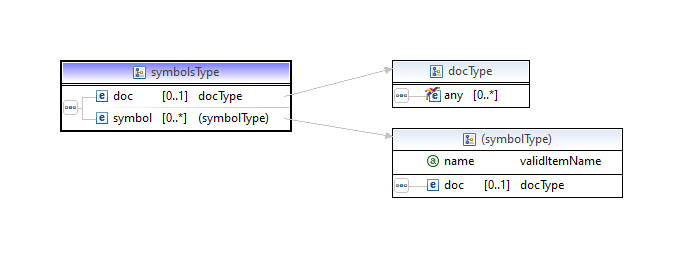 symbolsType
doc [0..1] docType
symbol [0..*] (symbolType)
docType
any [0..*]
(symbolType)
name validItemName
doc [0..1] docType